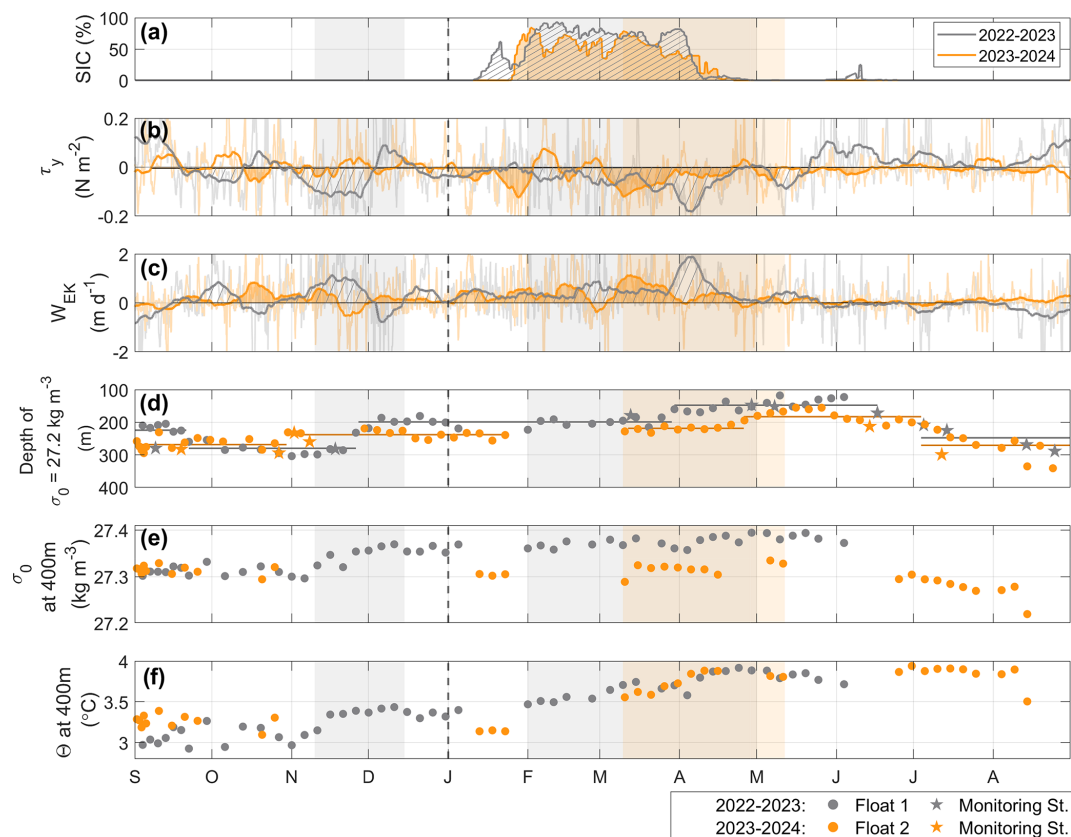 (a)
SIC (%)
100
50
0
2022-2023
2023-2024
(b)
τy
(N m-2)
0.2
0
-0.2
(c)
WEK
(m d-1)
2
0
-2
(d)
Depth of
σ0 = 27.2 kg m-3
(m)
100
200
300
400
(e)
σ0
at 400m
(kg m-3)
27.4
27.3
27.2
(f)
Θ at 400m
(°C)
4
3.5
3
S O N D J F M A M J J A
2022-2023: Float 1 Monitoring St.
2023-2024: Float 2 Monitoring St.